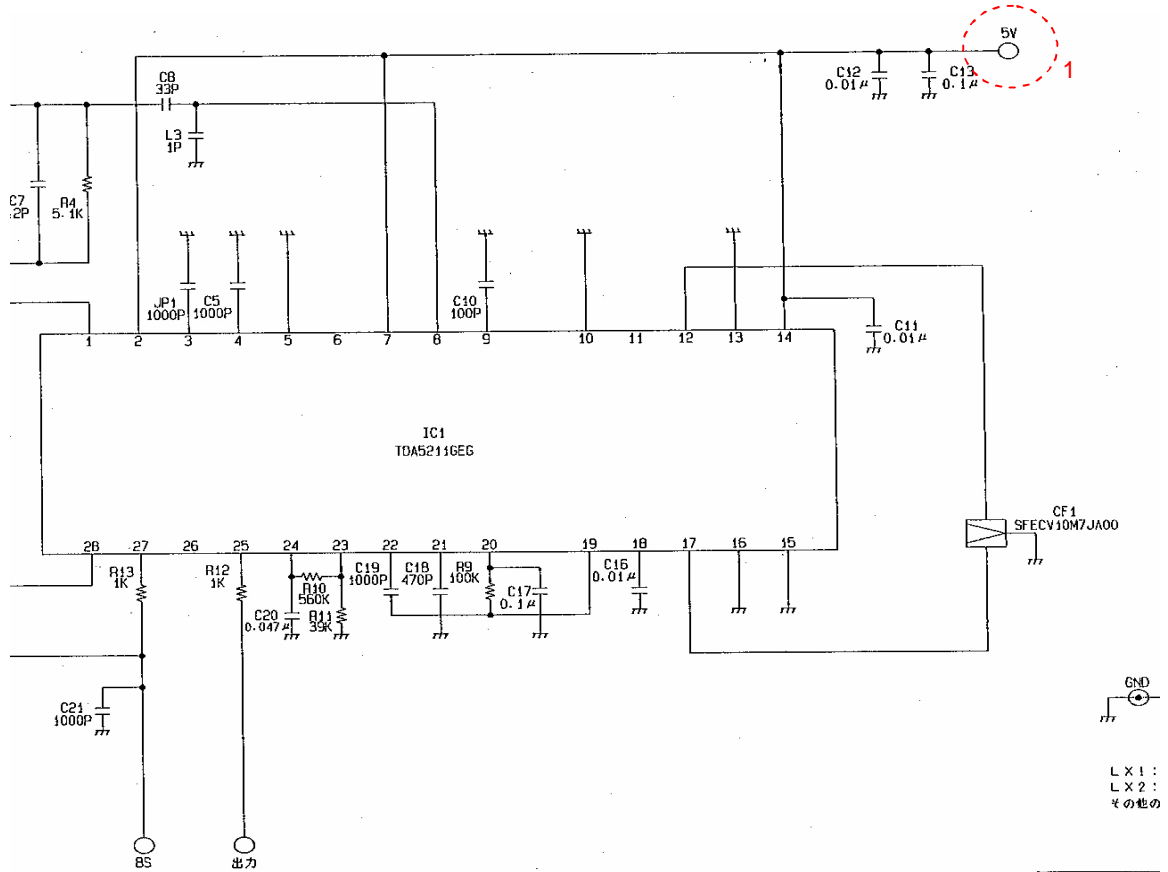 5V
1
C8
33P
C12
0.01μ
C13
0.1μ
L3
1P
C7
2P
R4
5.1K
JP1
1000P
C5
1000P
C10
100P
C11
0.01μ
1 2 3 4 5 6 7 8 9 10 11 12 13 14
IC1
TDA5211GEG
CF1
SFECV10M7JA00
28 27 26 25 24 23 22 21 20 19 18 17 16 15
R13
1K
R12
1K
R10
560K
C20
0.047μ
R11
39K
C19
1000P
C18
470P
R9
100K
C17
0.1μ
C16
0.01μ
C21
1000P
GND
LX1:
LX2:
その他の
BS
出力